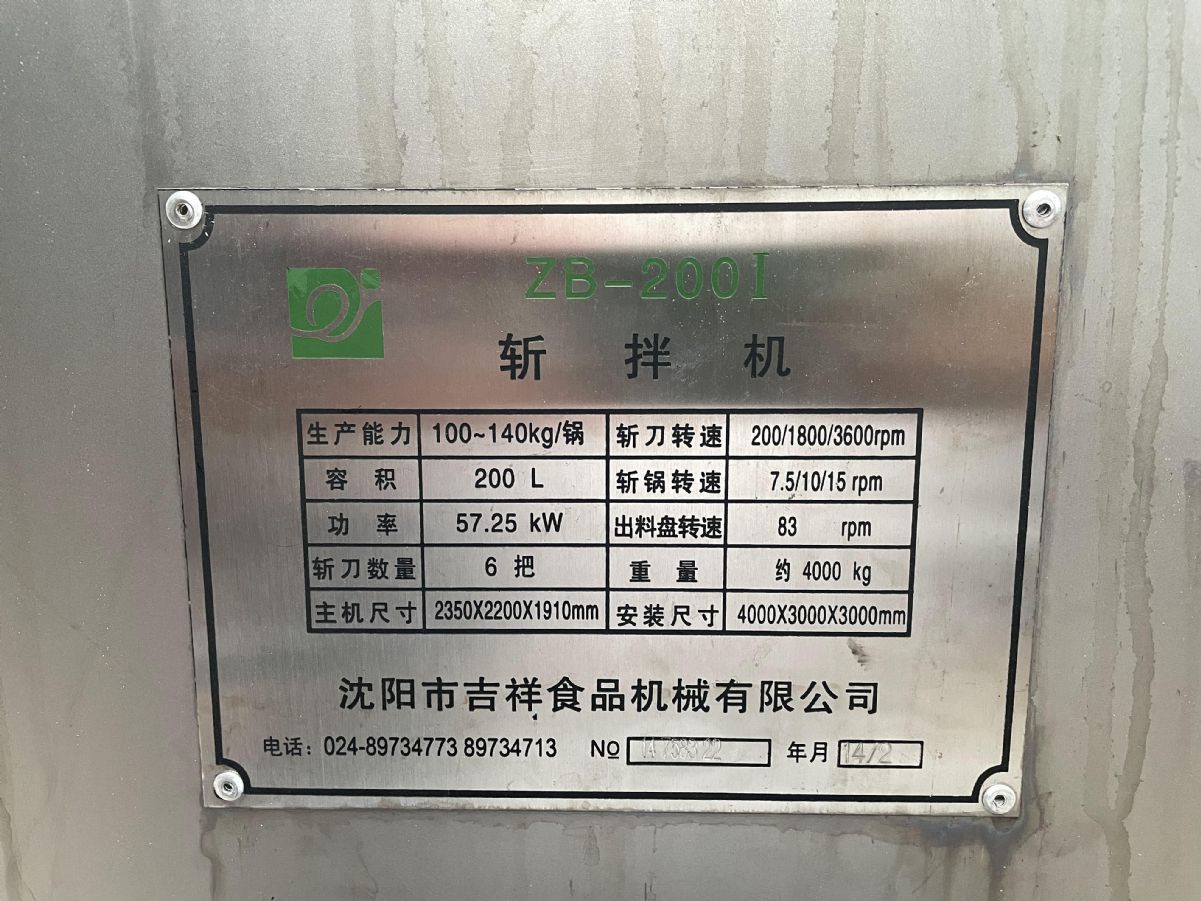 ZB-200Ⅰ
斩拌机
生产能力 100~140kg/锅 斩刀转速 200/1800/3600rpm
容积 200 L 斩锅转速 7.5/10/15 rpm
功率 57.25 kW 出料盘转速 83 rpm
斩刀数量 6 把 重量 约 4000 kg
主机尺寸 2350X2200X1910mm 安装尺寸 4000X3000X3000mm
沈阳市吉祥食品机械有限公司
电话：024-89734773 89734713 № 年月 14/2